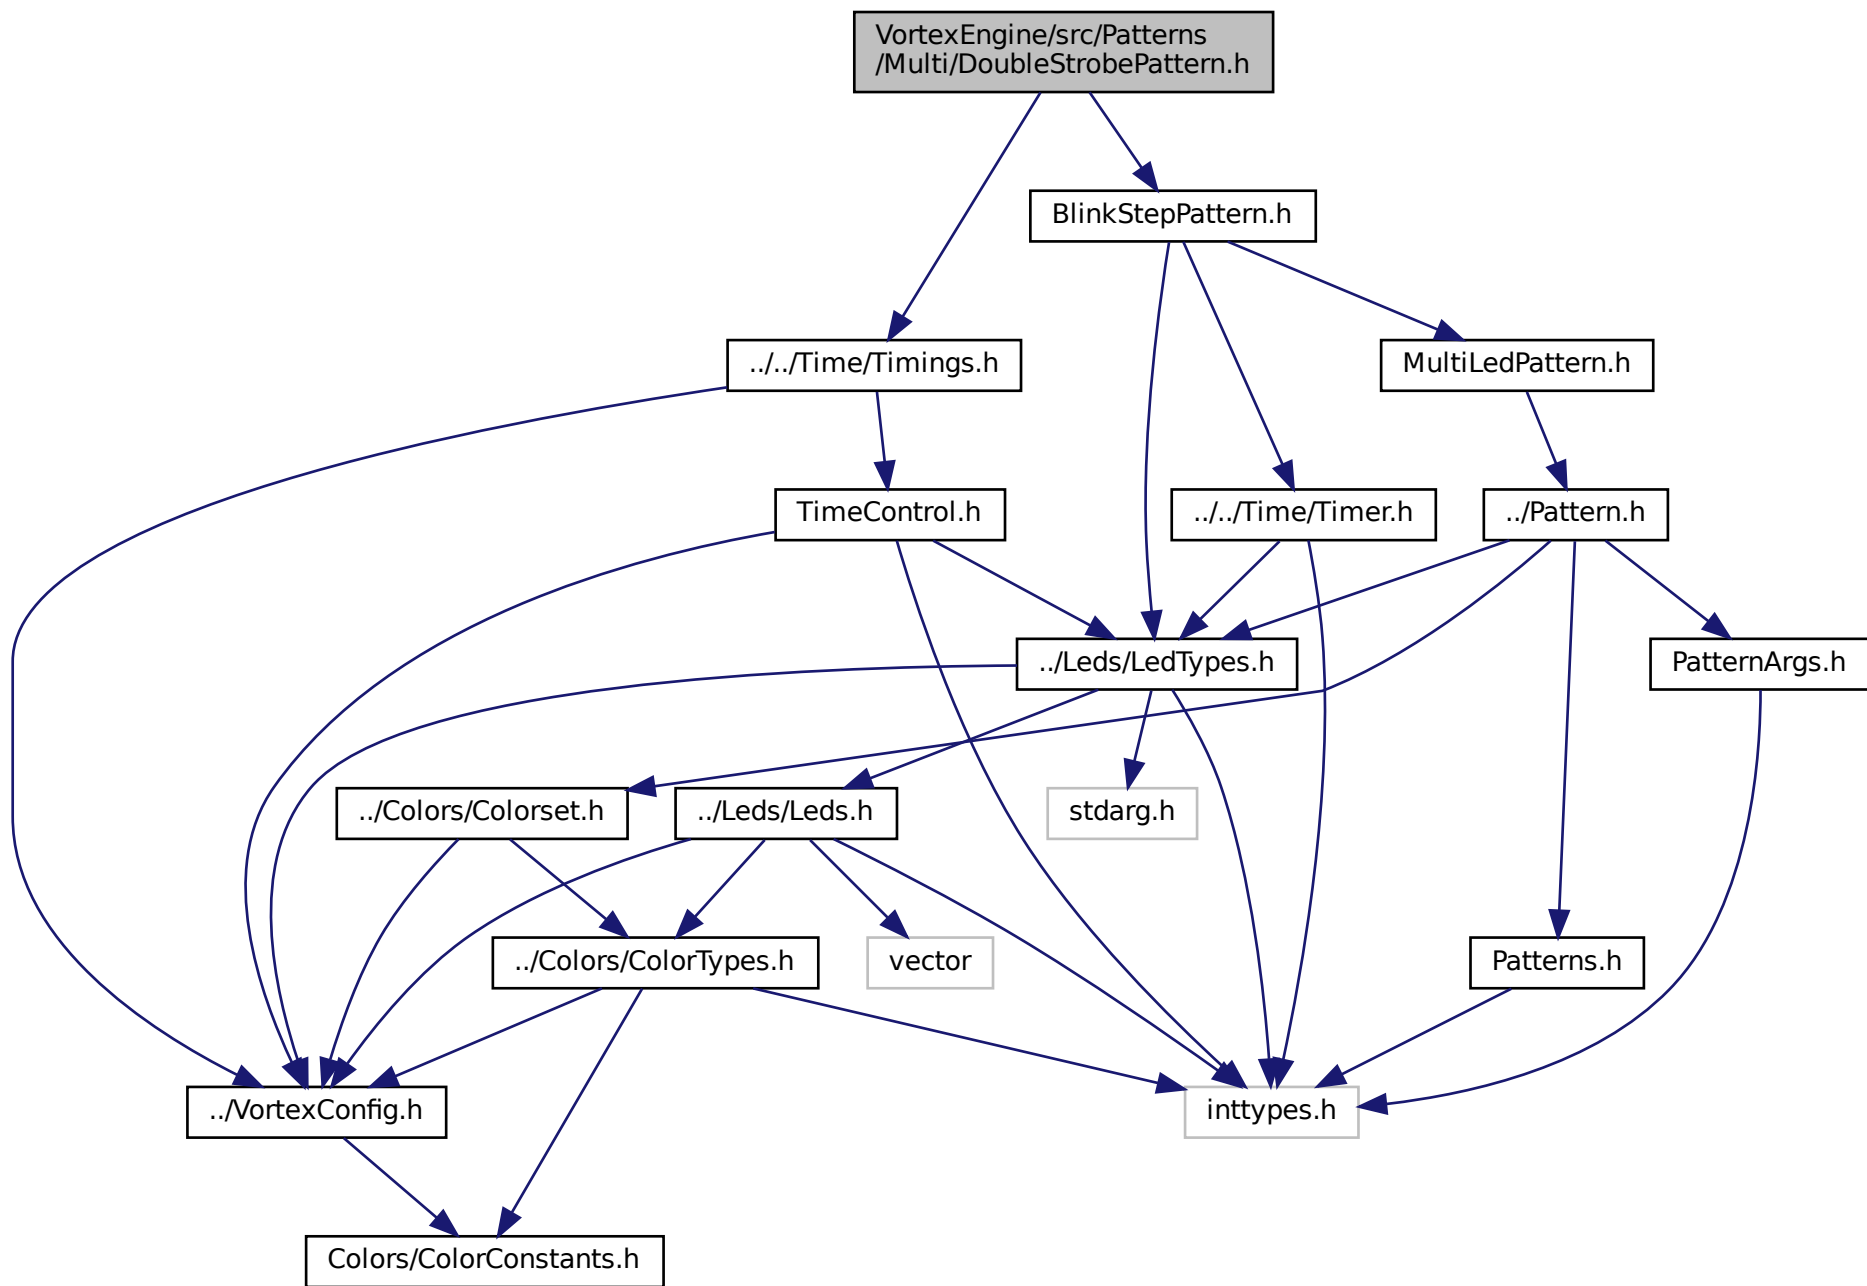 VortexEngine/src/Patterns
/Multi/DoubleStrobePattern.h
BlinkStepPattern.h
../../Time/Timings.h
MultiLedPattern.h
TimeControl.h
../../Time/Timer.h
../Pattern.h
../Leds/LedTypes.h
PatternArgs.h
../Colors/Colorset.h
../Leds/Leds.h
stdarg.h
../Colors/ColorTypes.h
vector
Patterns.h
../VortexConfig.h
inttypes.h
Colors/ColorConstants.h